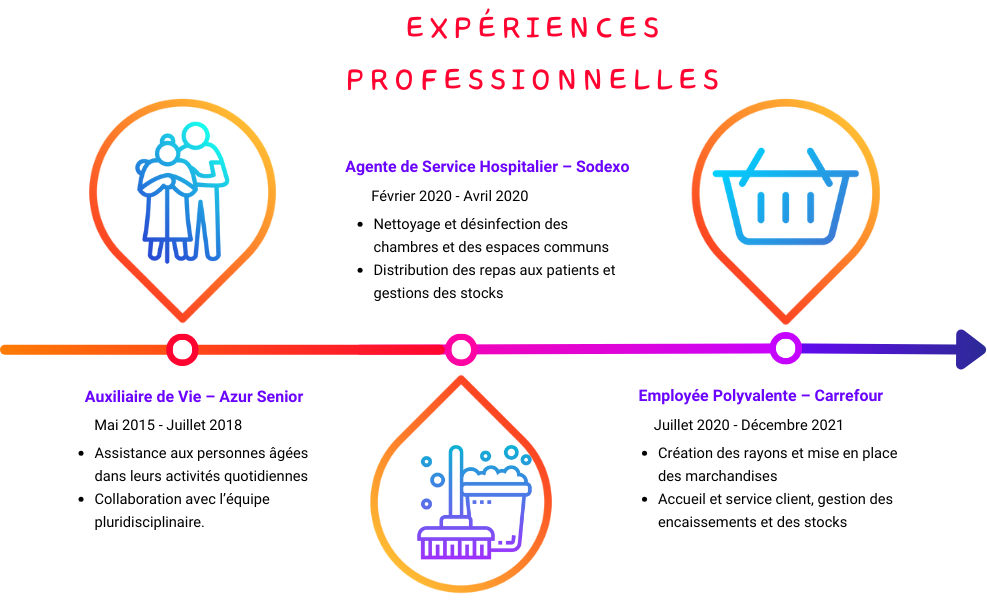 EXPÉRIENCES
PROFESSIONNELLES
Agente de Service Hospitalier – Sodexo
Février 2020 - Avril 2020
• Nettoyage et désinfection des
chambres et des espaces communs
• Distribution des repas aux patients et
gestions des stocks
Auxiliaire de Vie – Azur Senior
Mai 2015 - Juillet 2018
• Assistance aux personnes âgées
dans leurs activités quotidiennes
• Collaboration avec l’équipe
pluridisciplinaire.
Employée Polyvalente – Carrefour
Juillet 2020 - Décembre 2021
• Création des rayons et mise en place
des marchandises
• Accueil et service client, gestion des
encaissements et des stocks